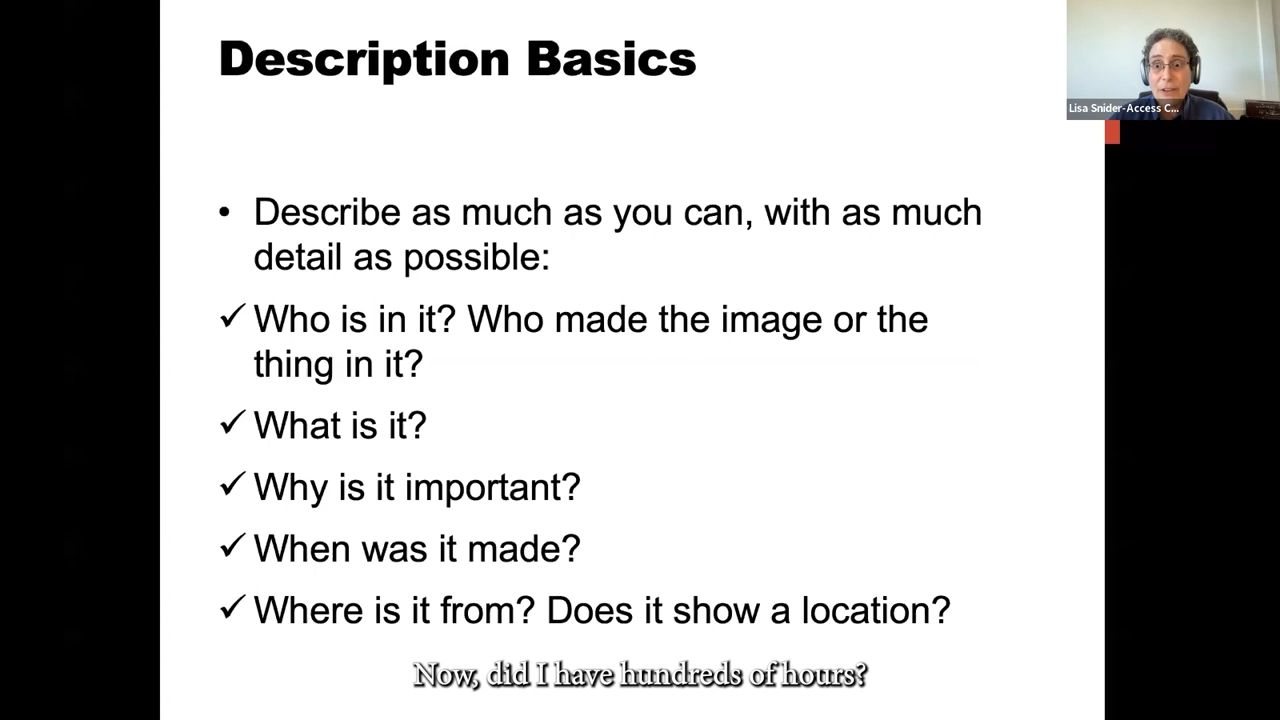 Description Basics
Lisa Snider-Access C...
• Describe as much as you can, with as much
detail as possible:
✓ Who is in it? Who made the image or the
thing in it?
✓ What is it?
✓ Why is it important?
✓ When was it made?
✓ Where is it from? Does it show a location?
Now, did I have hundreds of hours?